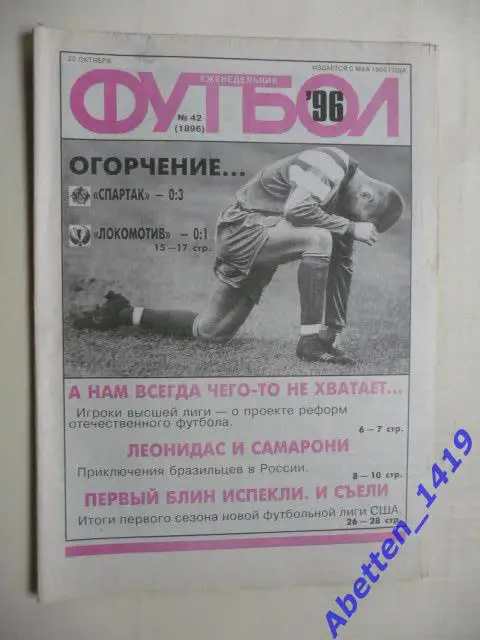 20 ОКТЯБРЯ
ИЗДАЕТСЯ С МАЯ 1960 ГОДА
ЕЖЕНЕДЕЛЬНИК
ФУТБОЛ
'96
№ 42
(1896)
ОГОРЧЕНИЕ...
«СПАРТАК» — 0:3
«ЛОКОМОТИВ» — 0:1
15 — 17 стр.
А НАМ ВСЕГДА ЧЕГО-ТО НЕ ХВАТАЕТ...
Игроки высшей лиги — о проекте реформ
отечественного футбола.
6 — 7 стр.
ЛЕОНИДАС И САМАРОНИ
Приключения бразильцев в России.
8 — 10 стр.
ПЕРВЫЙ БЛИН ИСПЕКЛИ. И СЪЕЛИ
Итоги первого сезона новой футбольной лиги США.
26 — 28 стр.
Abetten_1419